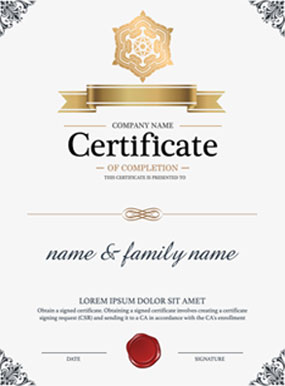 COMPANY NAME
Certificate
OF COMPLETION
THIS CERTIFICATE IS PRESENTED TO
name & family name
LOREM IPSUM DOLOR SIT AMET
Obtain a signed certificate. Obtaining a signed certificate involves creating a certificate
signing request (CSR) and sending it to a CA in accordance with the CA's enrollment
DATE
SIGNATURE